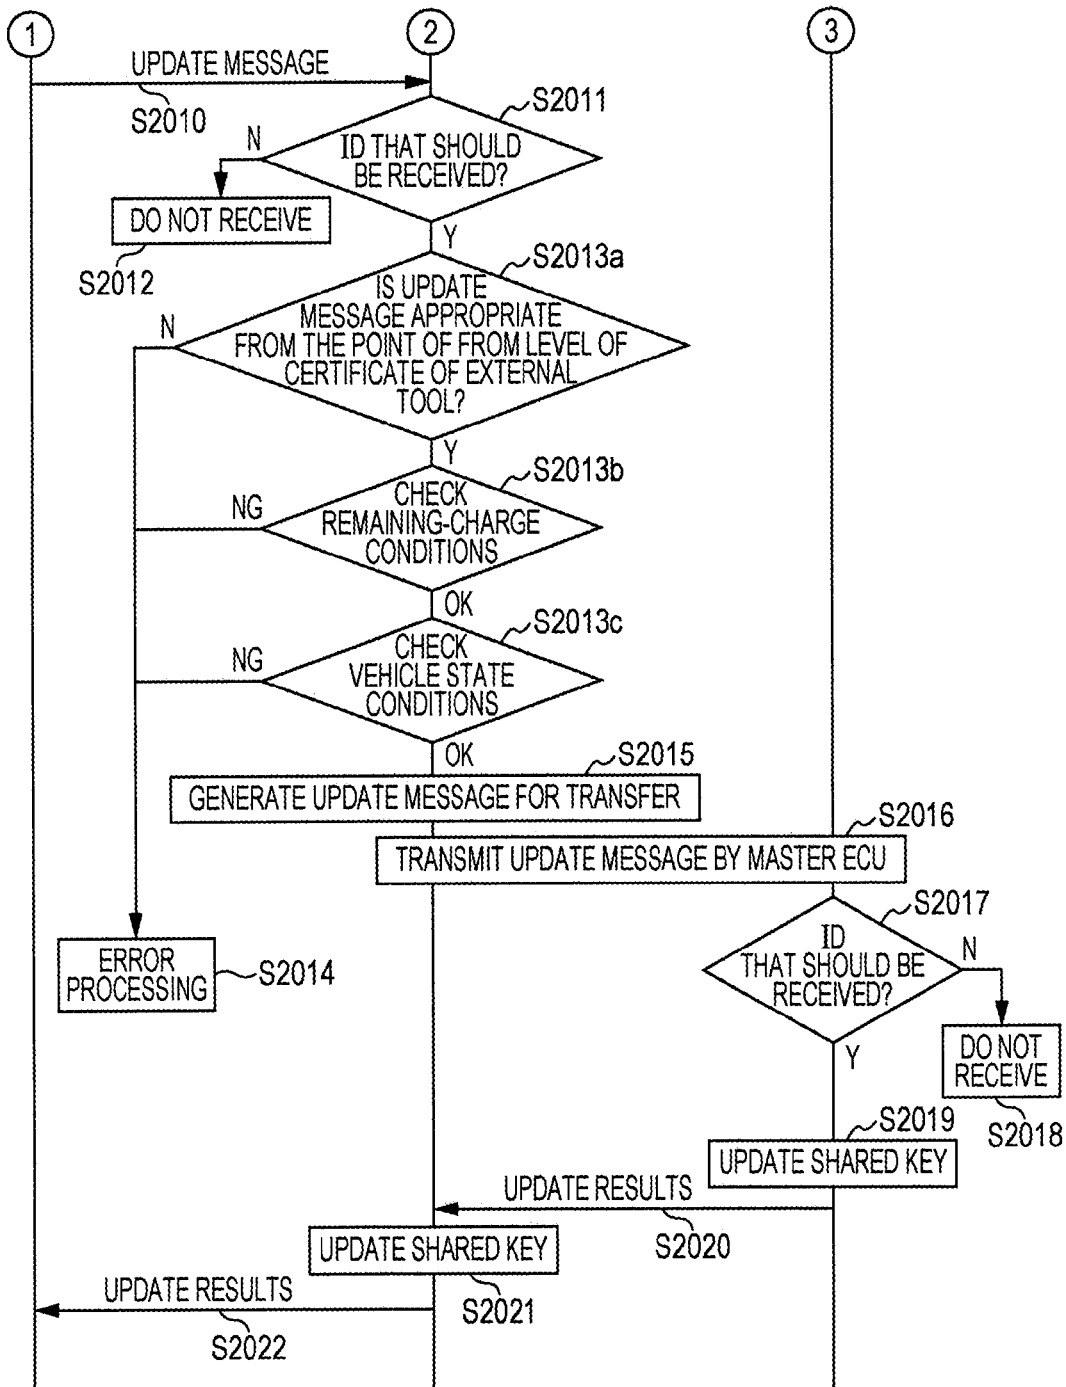 1
2
3
UPDATE MESSAGE
S2010
S2011
N
ID THAT SHOULD
BE RECEIVED?
DO NOT RECEIVE
S2012
Y
S2013a
IS UPDATE
MESSAGE APPROPRIATE
FROM THE POINT OF FROM LEVEL OF
CERTIFICATE OF EXTERNAL
TOOL?
N
Y
S2013b
NG
CHECK
REMAINING-CHARGE
CONDITIONS
OK
S2013c
NG
CHECK
VEHICLE STATE
CONDITIONS
OK
S2015
GENERATE UPDATE MESSAGE FOR TRANSFER
S2016
TRANSMIT UPDATE MESSAGE BY MASTER ECU
S2017
ID
THAT SHOULD BE
RECEIVED?
N
ERROR
PROCESSING
S2014
Y
DO NOT
RECEIVE
S2018
S2019
UPDATE SHARED KEY
UPDATE RESULTS
S2020
UPDATE SHARED KEY
S2021
UPDATE RESULTS
S2022